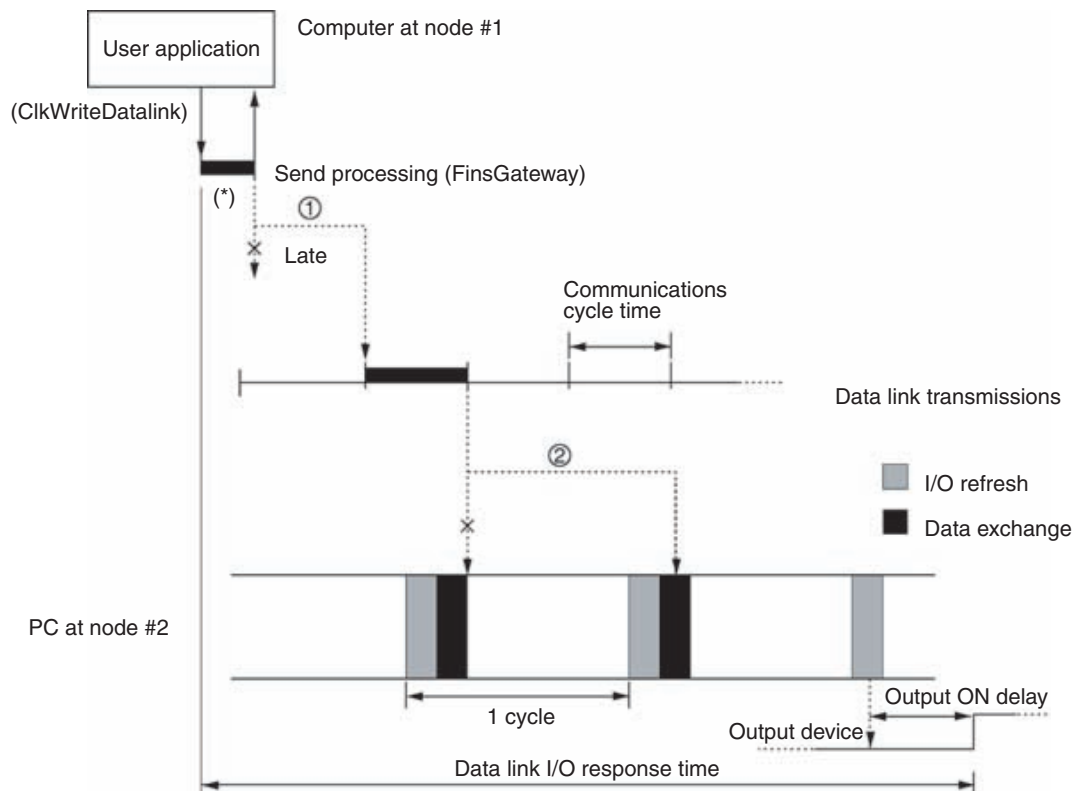 Computer at node #1
User application
(ClkWriteDatalink)
Send processing (FinsGateway)
(*)
①
Late
Communications
cycle time
Data link transmissions
②
I/O refresh
Data exchange
PC at node #2
1 cycle
Output ON delay
Output device
Data link I/O response time